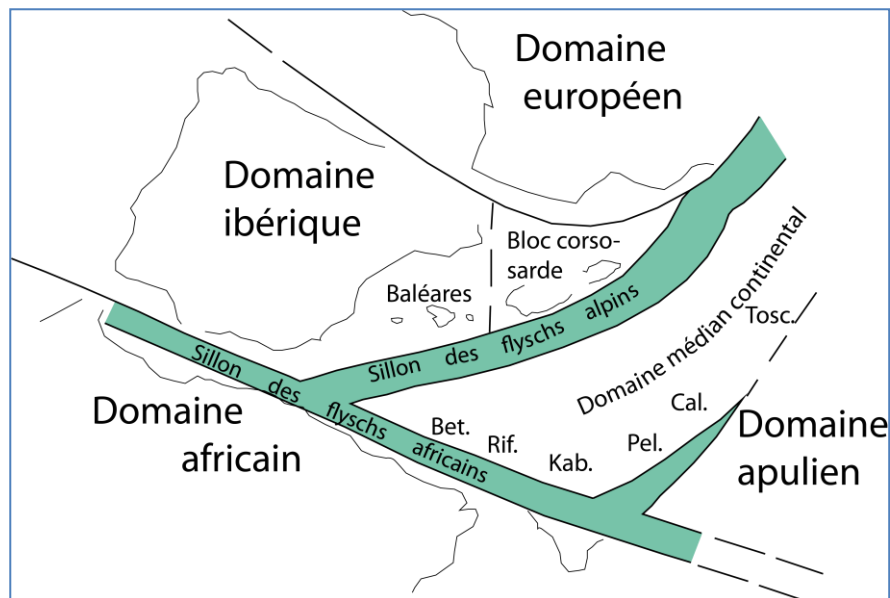 Domaine
européen
Domaine
ibérique
Bloc corso-
sarde
Baléares
Sillon des flyschs alpins
Domaine médian continental
Tosc.
Sillon des flyschs africains
Domaine
africain
Bet.
Rif.
Kab.
Pel.
Cal.
Domaine
apulien